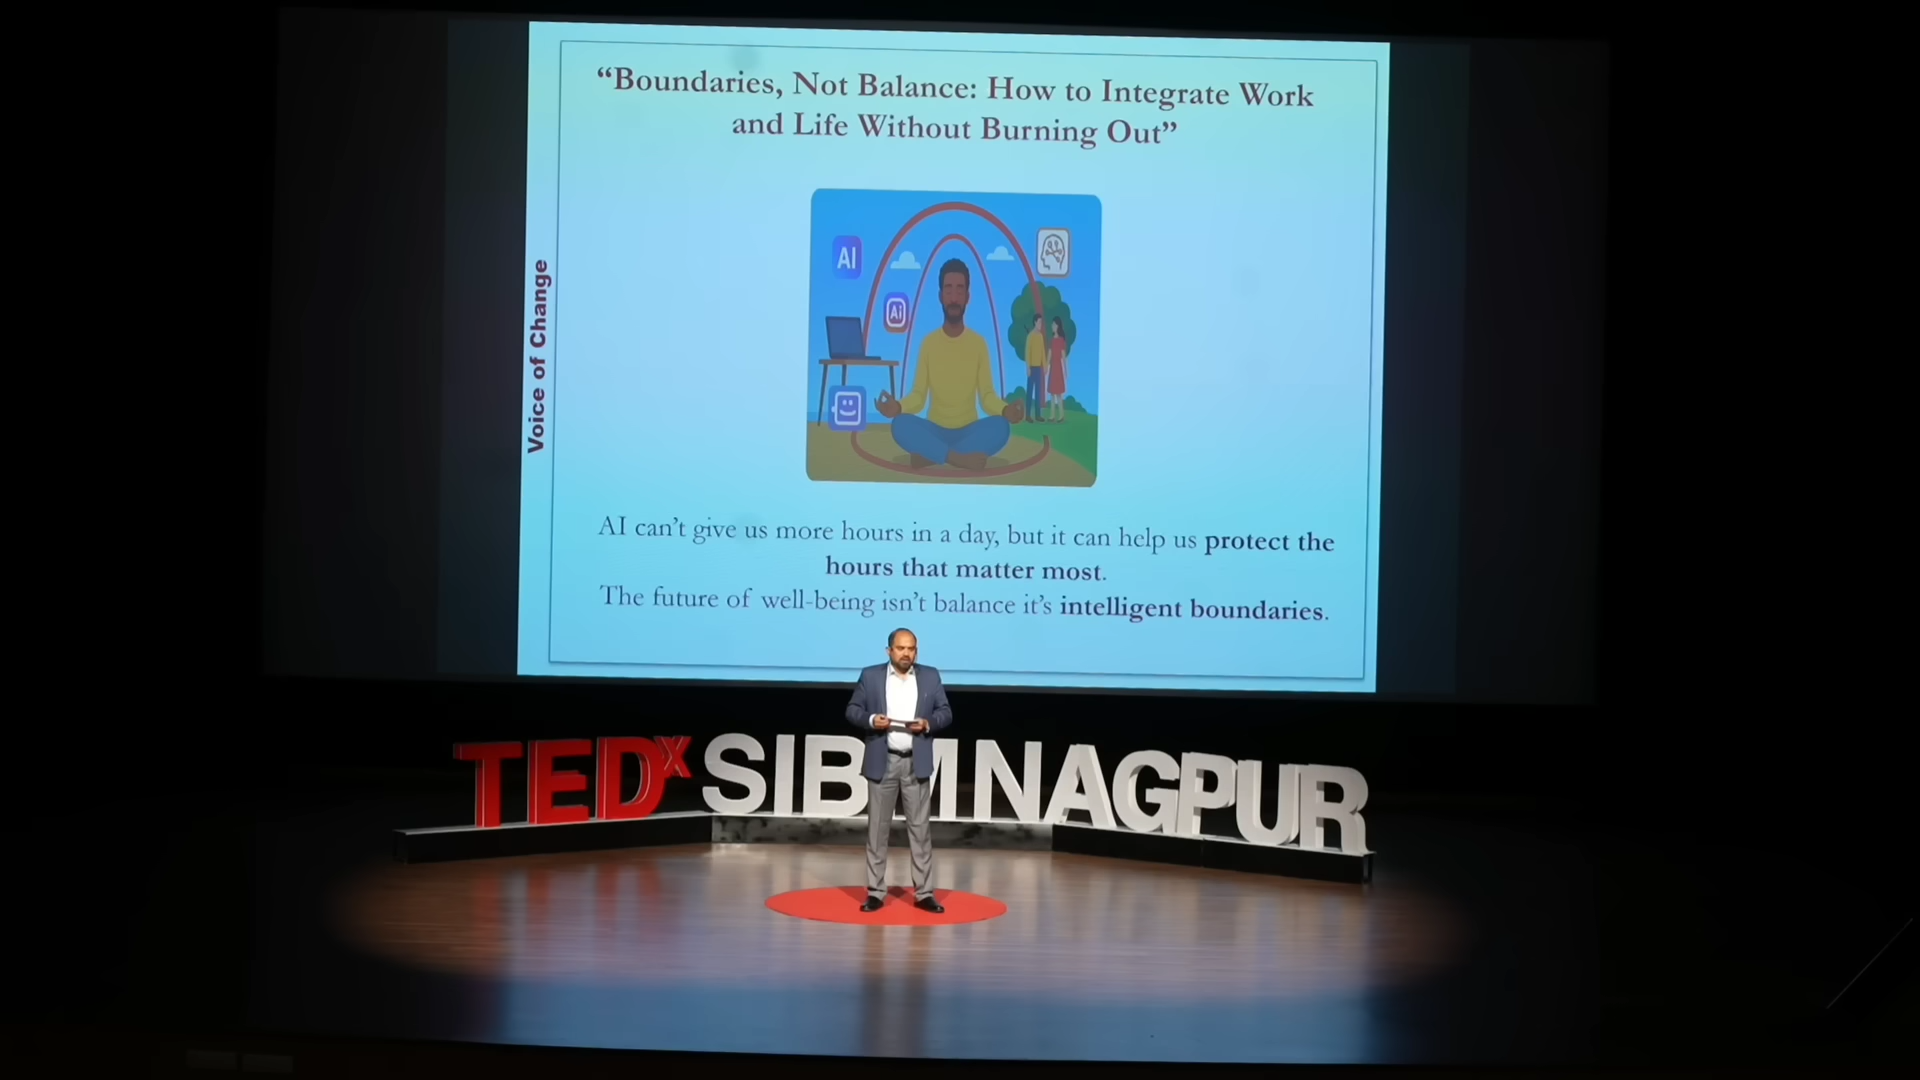 “Boundaries, Not Balance: How to Integrate Work
and Life Without Burning Out”
Voice of Change
AI
Ai
AI can’t give us more hours in a day, but it can help us protect the
hours that matter most.
The future of well-being isn’t balance it’s intelligent boundaries.
TEDx SIBMNAGPUR